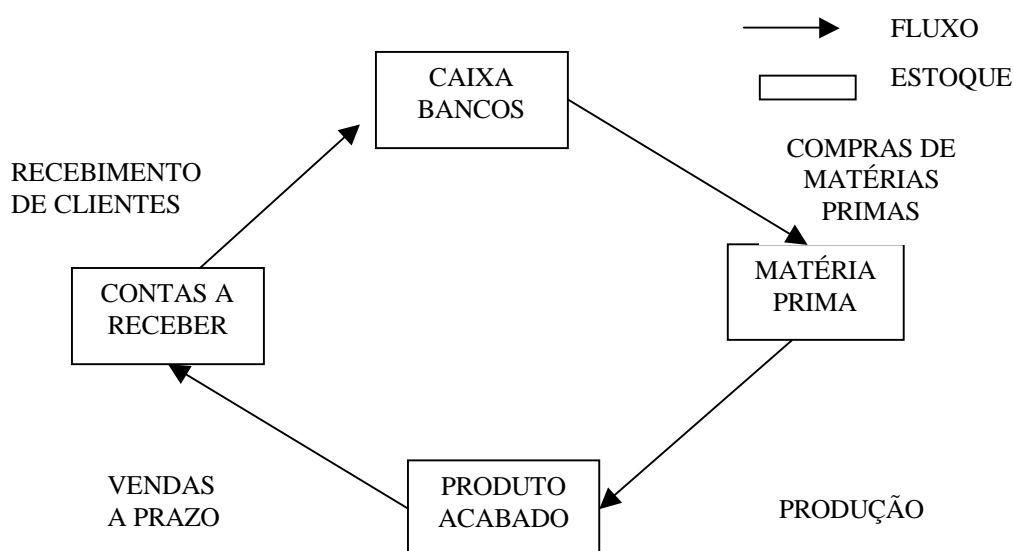 FLUXO
CAIXA
BANCOS
ESTOQUE
COMPRAS DE
MATÉRIAS
PRIMAS
RECEBIMENTO
DE CLIENTES
MATÉRIA
PRIMA
CONTAS A
RECEBER
VENDAS
A PRAZO
PRODUTO
ACABADO
PRODUÇÃO